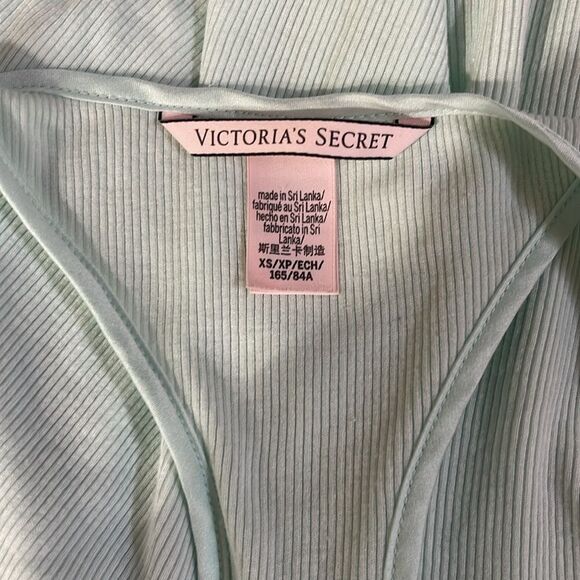 VICTORIA'S SECRET
made in Sri Lanka/
fabriqué au Sri Lanka/
hecho en Sri Lanka/
fabbricato in Sri
Lanka/
斯里兰卡制造
XS/XP/ECH/
165/84A